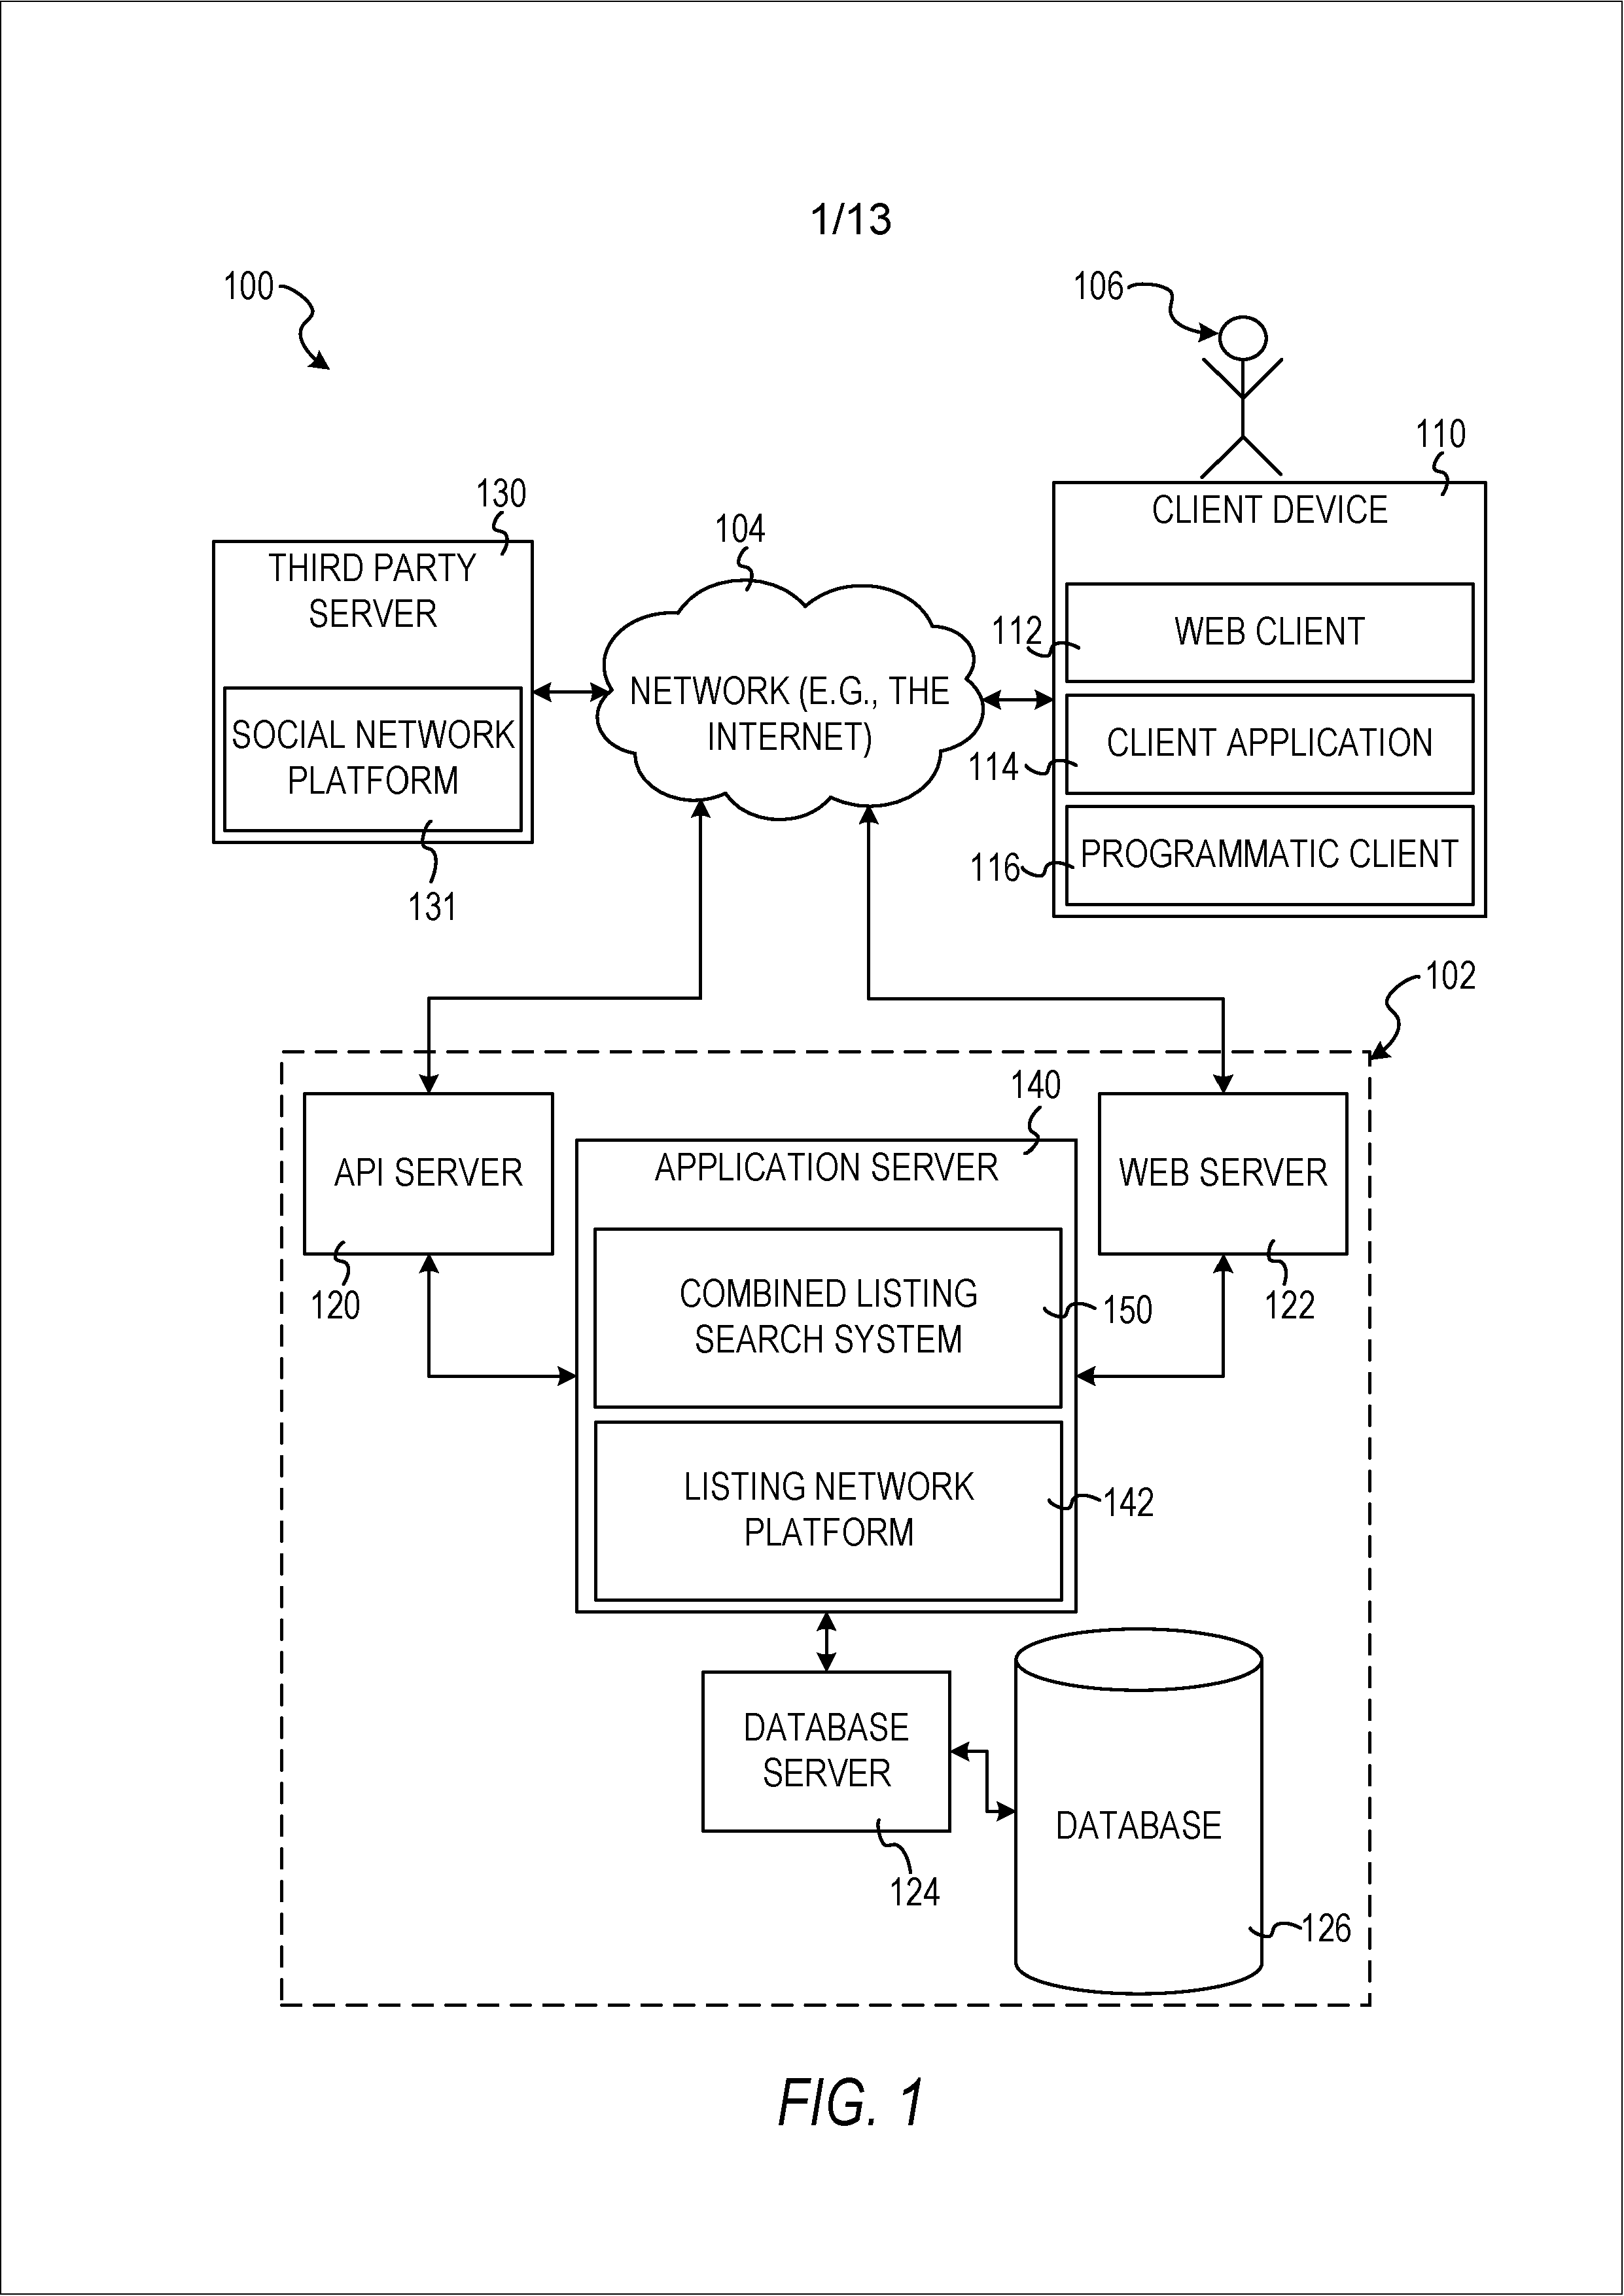 1/13
100
106
110
CLIENT DEVICE
130
THIRD PARTY
SERVER
104
112
WEB CLIENT
NETWORK (E.G., THE
INTERNET)
SOCIAL NETWORK
PLATFORM
114
CLIENT APPLICATION
116
PROGRAMMATIC CLIENT
131
102
140
API SERVER
APPLICATION SERVER
WEB SERVER
120
COMBINED LISTING
SEARCH SYSTEM
150
122
LISTING NETWORK
PLATFORM
142
DATABASE
SERVER
DATABASE
124
126
FIG. 1